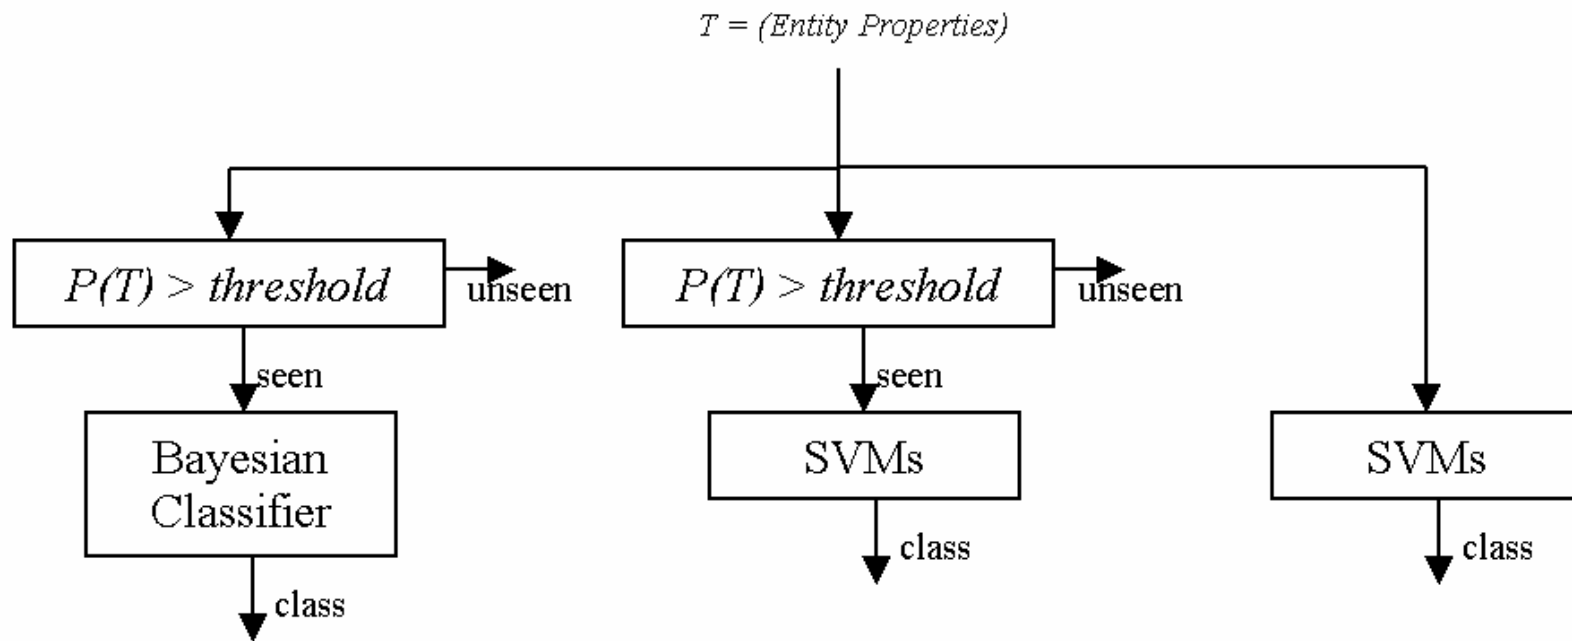 T = (Entity Properties)
P(T) > threshold
unseen
P(T) > threshold
unseen
seen
seen
Bayesian
Classifier
SVMs
SVMs
class
class
class